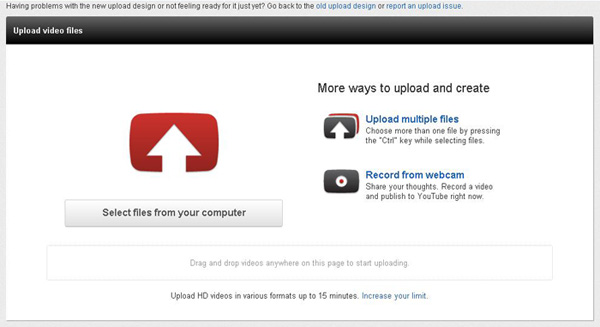 Having problems with the new upload design or not feeling ready for it just yet? Go back to the old upload design or report an upload issue.
Upload video files
More ways to upload and create
Upload multiple files
Choose more than one file by pressing
the "Ctrl" key while selecting files.
Record from webcam
Share your thoughts. Record a video
and publish to YouTube right now.
Select files from your computer
Drag and drop videos anywhere on this page to start uploading.
Upload HD videos in various formats up to 15 minutes. Increase your limit.